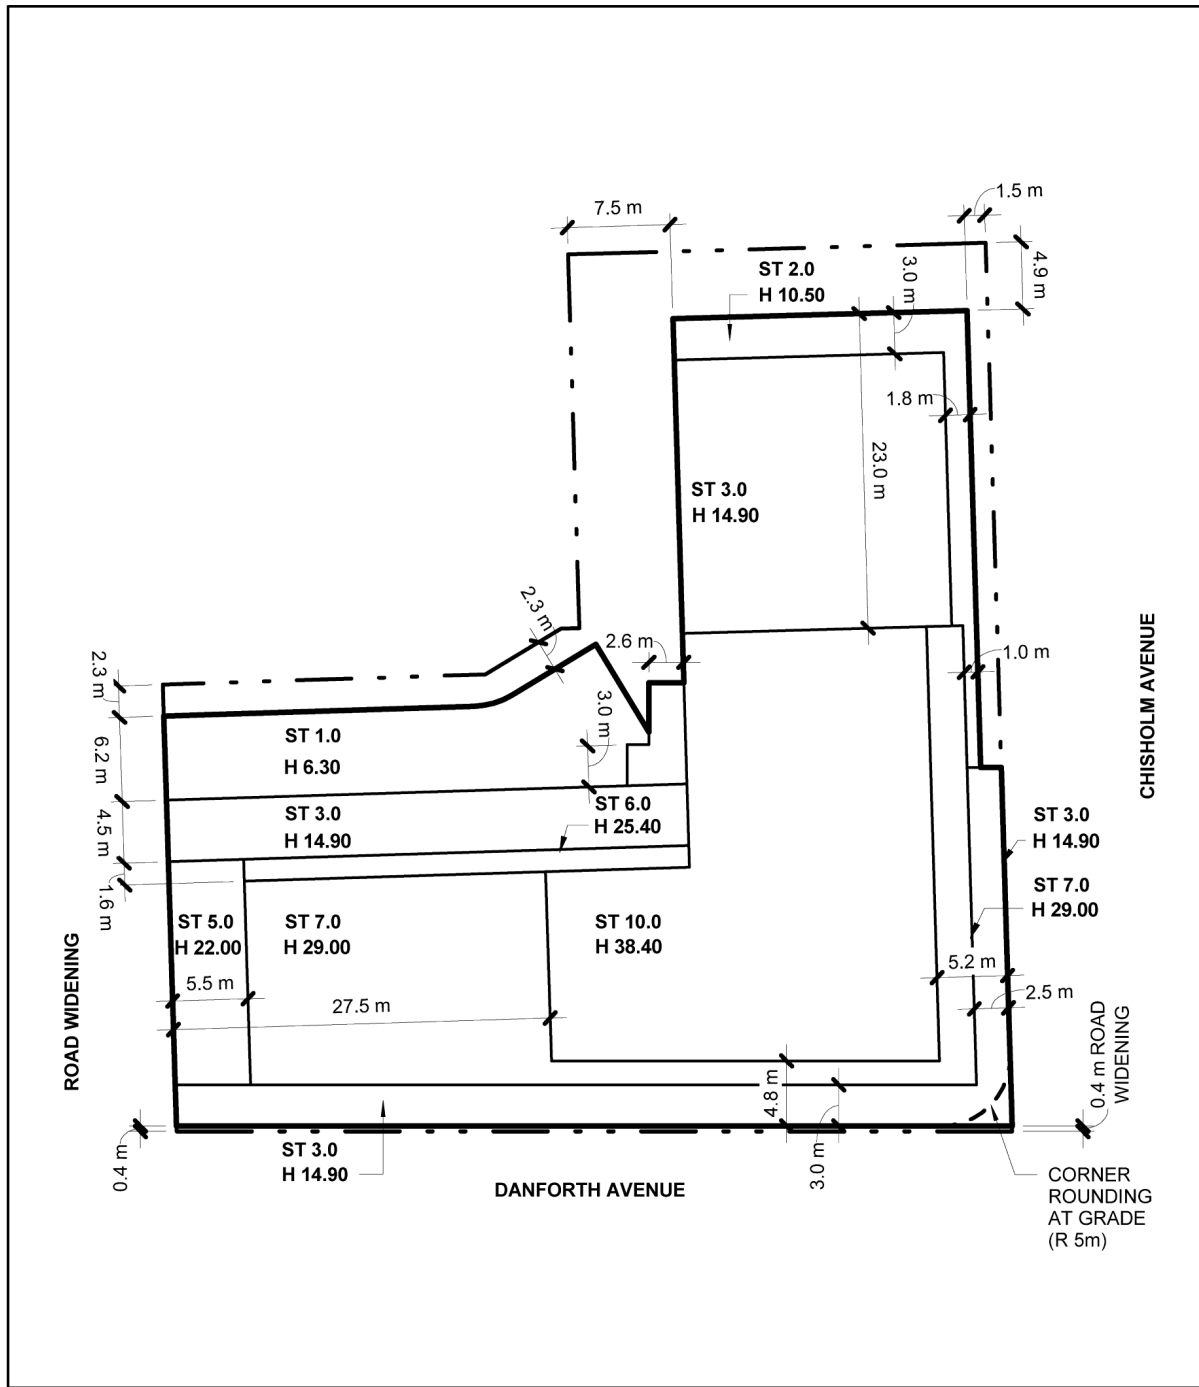 1.5 m
7.5 m
4.9 m
ST 2.0
H 10.50
3.0 m
1.8 m
23.0 m
ST 3.0
H 14.90
2.3 m
2.6 m
1.0 m
2.3 m
3.0 m
ST 1.0
H 6.30
6.2 m
ST 3.0
H 14.90
ST 6.0
H 25.40
4.5 m
1.6 m
CHISHOLM AVENUE
ST 3.0
H 14.90
ST 7.0
H 29.00
ST 5.0
H 22.00
ST 7.0
H 29.00
ST 10.0
H 38.40
5.2 m
5.5 m
2.5 m
27.5 m
ROAD WIDENING
0.4 m ROAD
WIDENING
4.8 m
3.0 m
0.4 m
ST 3.0
H 14.90
DANFORTH AVENUE
CORNER
ROUNDING
AT GRADE
(R 5m)